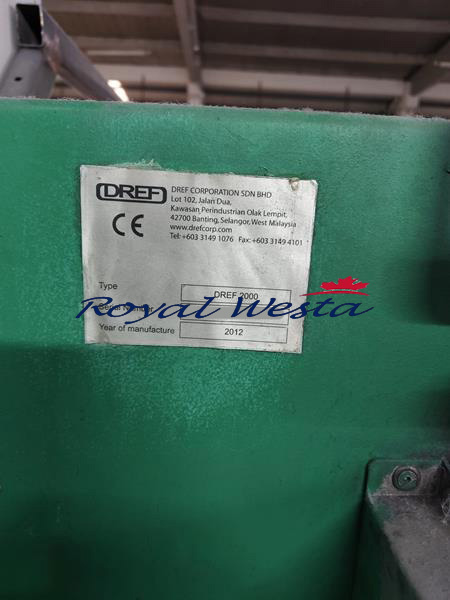 DREF
DREF CORPORATION SDN BHD
Lot 102, Jalan Dua,
Kawasan Perindustrian Olak Lempit,
42700 Banting, Selangor, West Malaysia
www.drefcorp.com
Tel:+603 3149 1076 Fax:+603 3149 4101
CE
Type DREF 2000
Serial Number
Royal Westa
Year of manufacture 2012